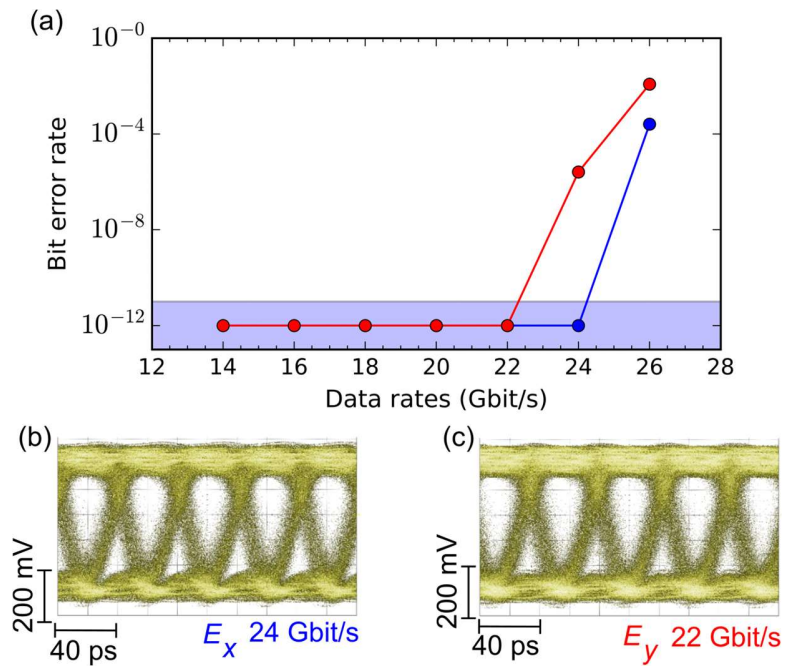 (a)
10⁻⁰
10⁻⁴
10⁻⁸
10⁻¹²
Bit error rate
12 14 16 18 20 22 24 26 28
Data rates (Gbit/s)
(b)
(c)
200 mV
40 ps
Eₓ 24 Gbit/s
200 mV
40 ps
E_y 22 Gbit/s